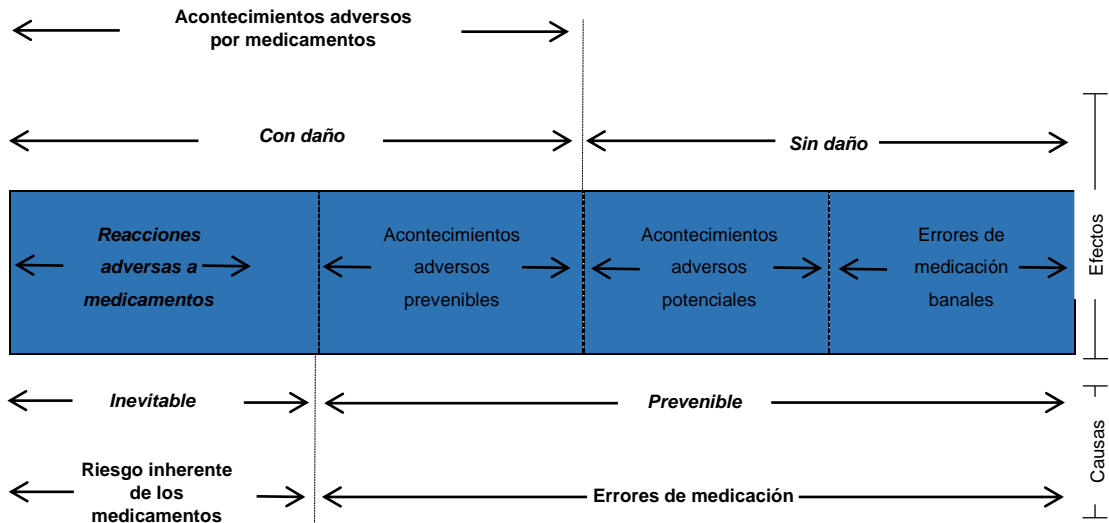 Acontecimientos adversos
por medicamentos
Con daño
Sin daño
Reacciones
adversas a
medicamentos
Acontecimientos
adversos
prevenibles
Acontecimientos
adversos
potenciales
Errores de
medicación
banales
Efectos
Inevitable
Prevenible
Riesgo inherente
de los
medicamentos
Errores de medicación
Causas